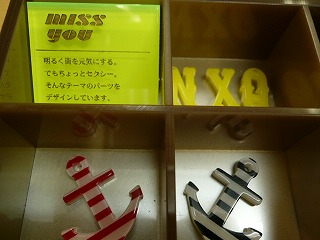 miss
you
明るく街を元気にする。
でもちょっとセクシー。
そんなテーマのパーツを
デザインしています。
NXQ